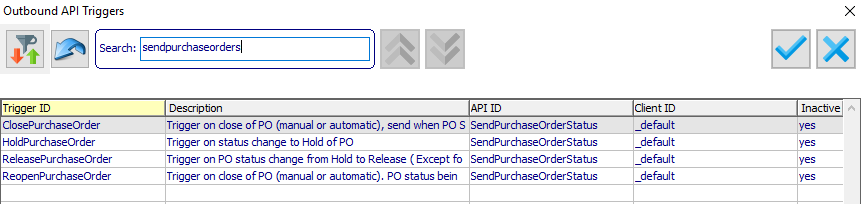 Outbound API Triggers
Search: sendpurchaseorders
Trigger ID Description API ID Client ID Inactive
ClosePurchaseOrder Trigger on close of PO (manual or automatic), send when PO S SendPurchaseOrderStatus _default yes
HoldPurchaseOrder Trigger on status change to Hold of PO SendPurchaseOrderStatus _default yes
ReleasePurchaseOrder Trigger on PO status change from Hold to Release ( Except fo SendPurchaseOrderStatus _default yes
ReopenPurchaseOrder Trigger on close of PO (manual or automatic). PO status bein SendPurchaseOrderStatus _default yes